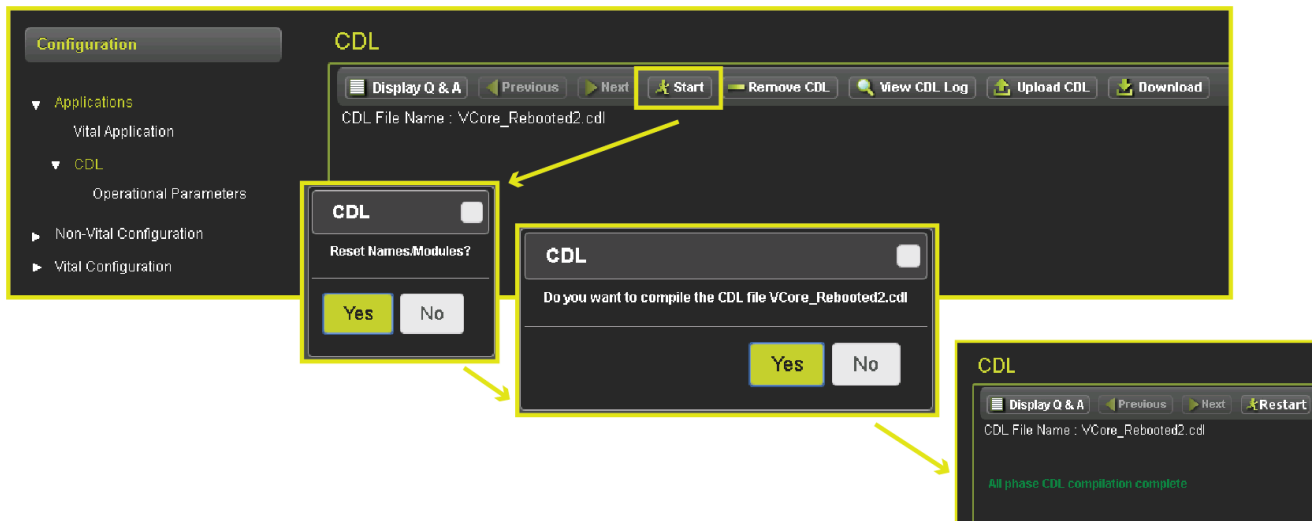 Configuration
Applications
Vital Application
CDL
Operational Parameters
Non-Vital Configuration
Vital Configuration
CDL
Display Q & A Previous Next Start Remove CDL View CDL Log Upload CDL Download
CDL File Name : VCore_Rebooted2.cdl
CDL
Reset Names/Modules?
Yes No
CDL
Do you want to compile the CDL file VCore_Rebooted2.cdl
Yes No
CDL
Display Q & A Previous Next Restart
CDL File Name : VCore_Rebooted2.cdl
All phase CDL compilation complete